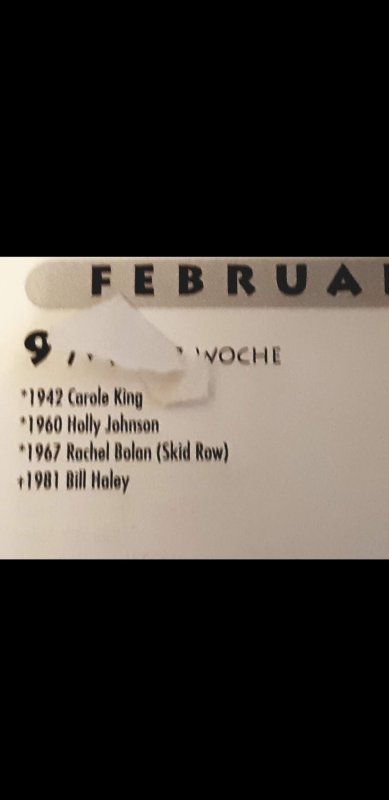 FEBRUA
9 WOCHE
*1942 Carole King
*1960 Holly Johnson
*1967 Rachel Bolan (Skid Row)
+1981 Bill Haley